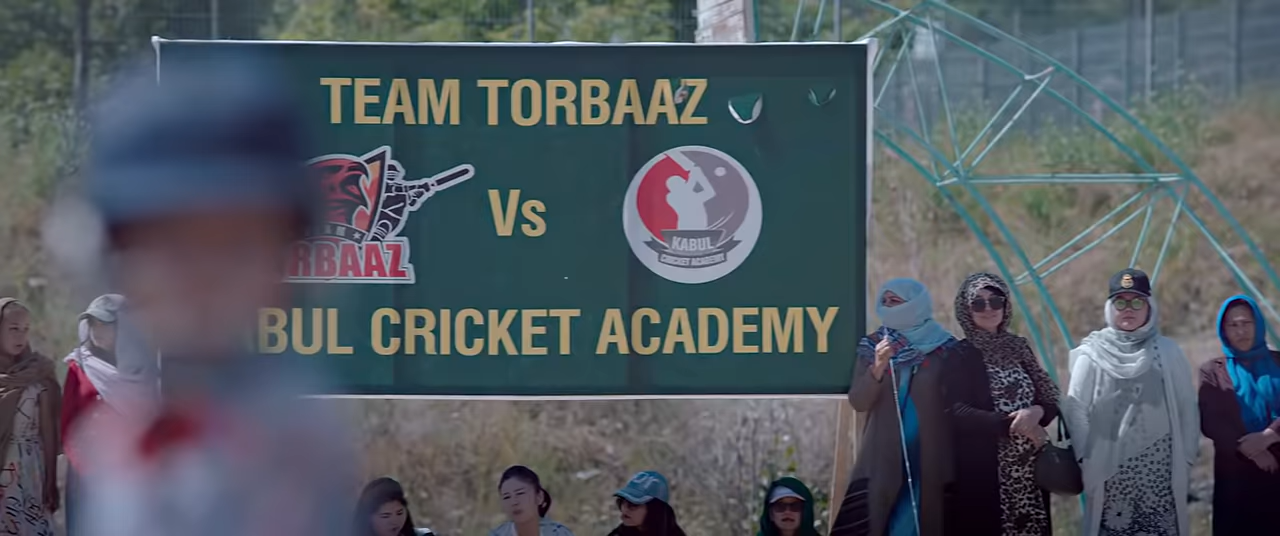 TEAM TORBAAZ
Vs
RBAAZ
KABUL
CRICKET ACADEMY
BUL CRICKET ACADEMY